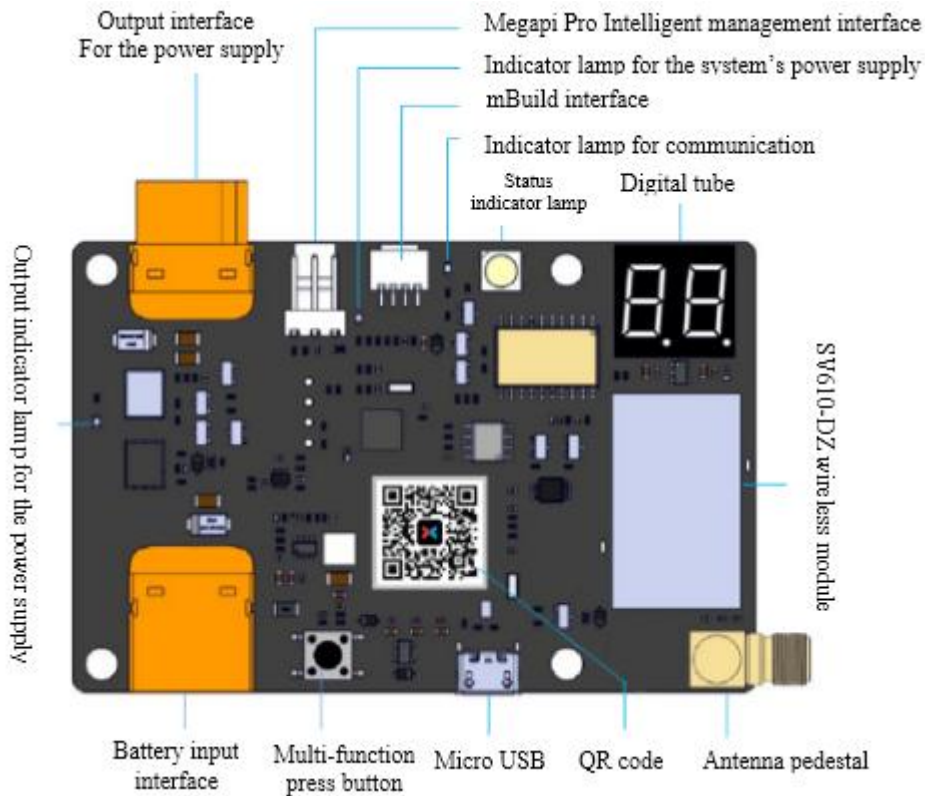 Output interface
For the power supply
Megapi Pro Intelligent management interface
Indicator lamp for the system's power supply
mBuild interface
Indicator lamp for communication
Status
indicator lamp
Digital tube
Output indicator lamp for the power supply
SV610-DZ wireless module
Battery input
interface
Multi-function
press button
Micro USB
QR code
Antenna pedestal